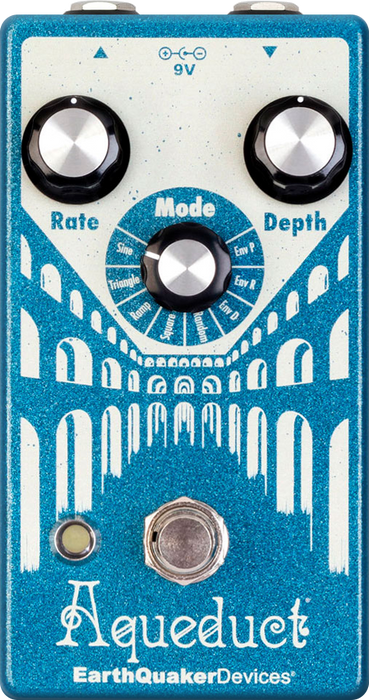 9V
Rate
Mode
Depth
Sine
Triangle
Ramp
Square
Random
Env D
Env R
Env P
Aqueduct
EarthQuakerDevices®